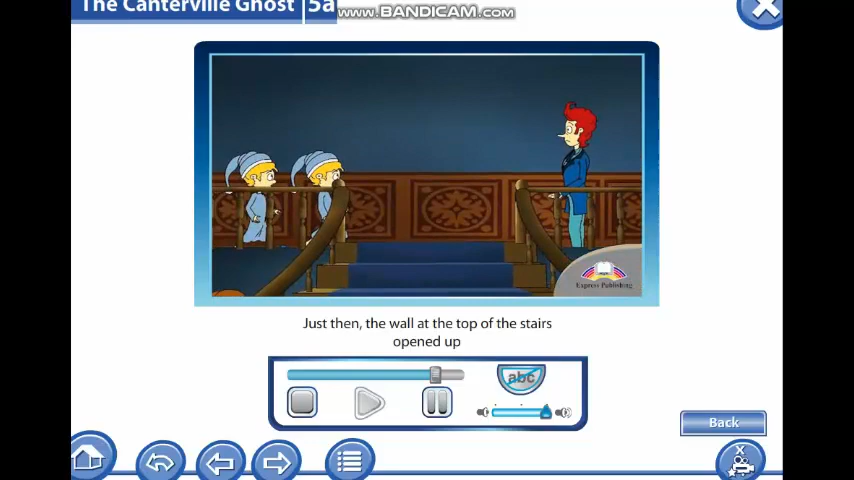 The Canterville Ghost 5a
www.BANDICAM.com
Express Publishing
Just then, the wall at the top of the stairs
opened up
abc
Back
X